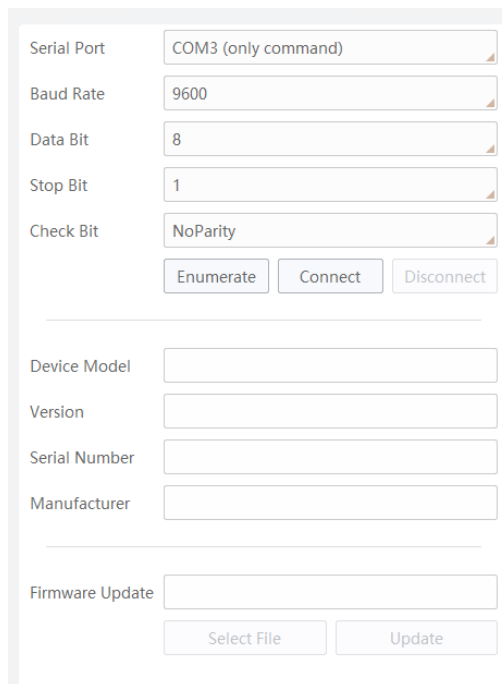 Serial Port COM3 (only command)
Baud Rate 9600
Data Bit 8
Stop Bit 1
Check Bit NoParity
Enumerate Connect Disconnect
Device Model
Version
Serial Number
Manufacturer
Firmware Update
Select File Update